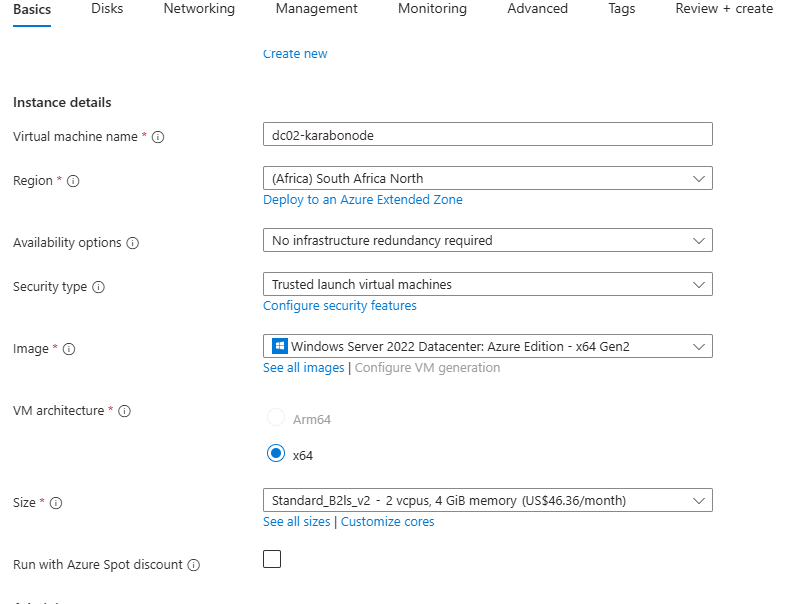 Basics Disks Networking Management Monitoring Advanced Tags Review + create
Create new
Instance details
Virtual machine name * dc02-karabonode
Region * (Africa) South Africa North
Deploy to an Azure Extended Zone
Availability options No infrastructure redundancy required
Security type Trusted launch virtual machines
Configure security features
Image * Windows Server 2022 Datacenter: Azure Edition - x64 Gen2
See all images | Configure VM generation
VM architecture *
Arm64
x64
Size * Standard_B2ls_v2 - 2 vcpus, 4 GiB memory (US$46.36/month)
See all sizes | Customize cores
Run with Azure Spot discount